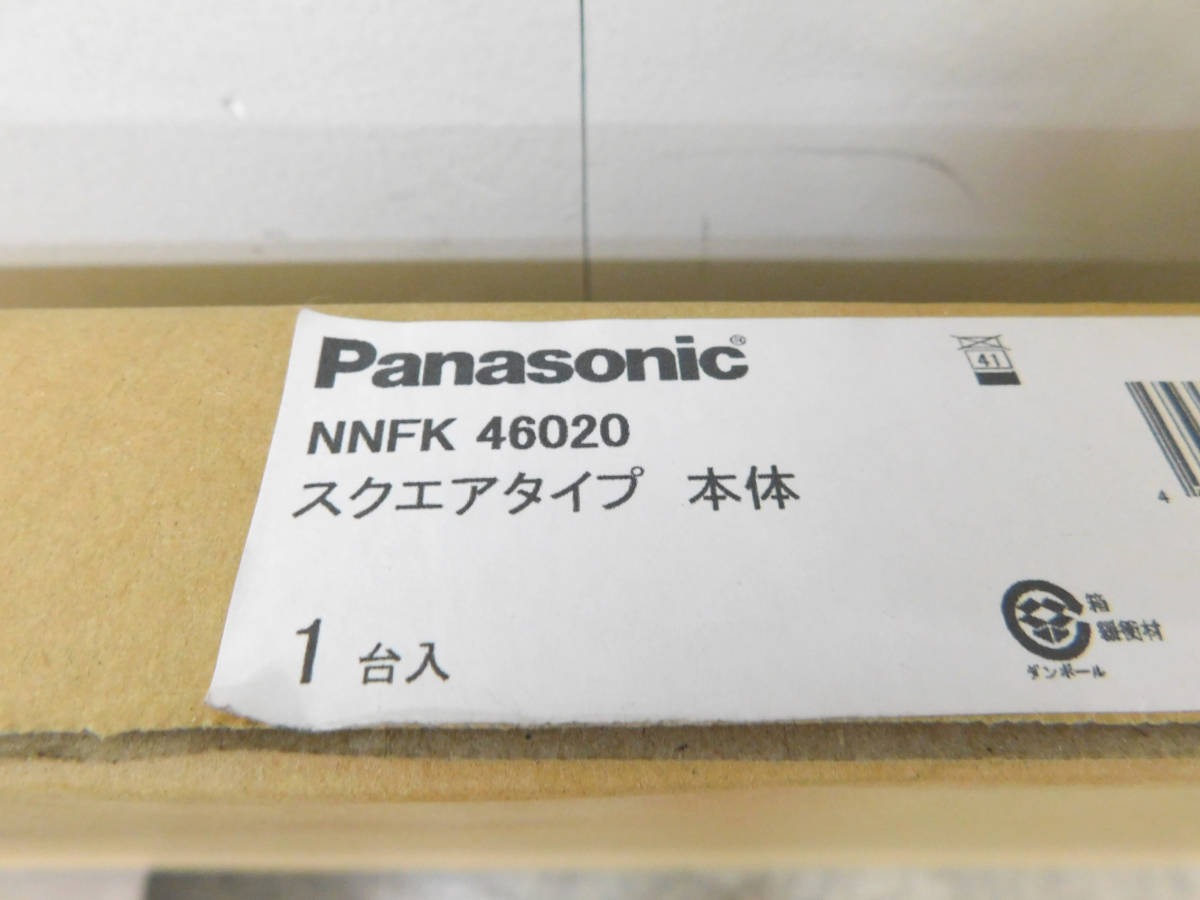 Panasonic®
NNFK 46020
スクエアタイプ 本体
1 台入
41
4
箱
緩衝材
ダンボール